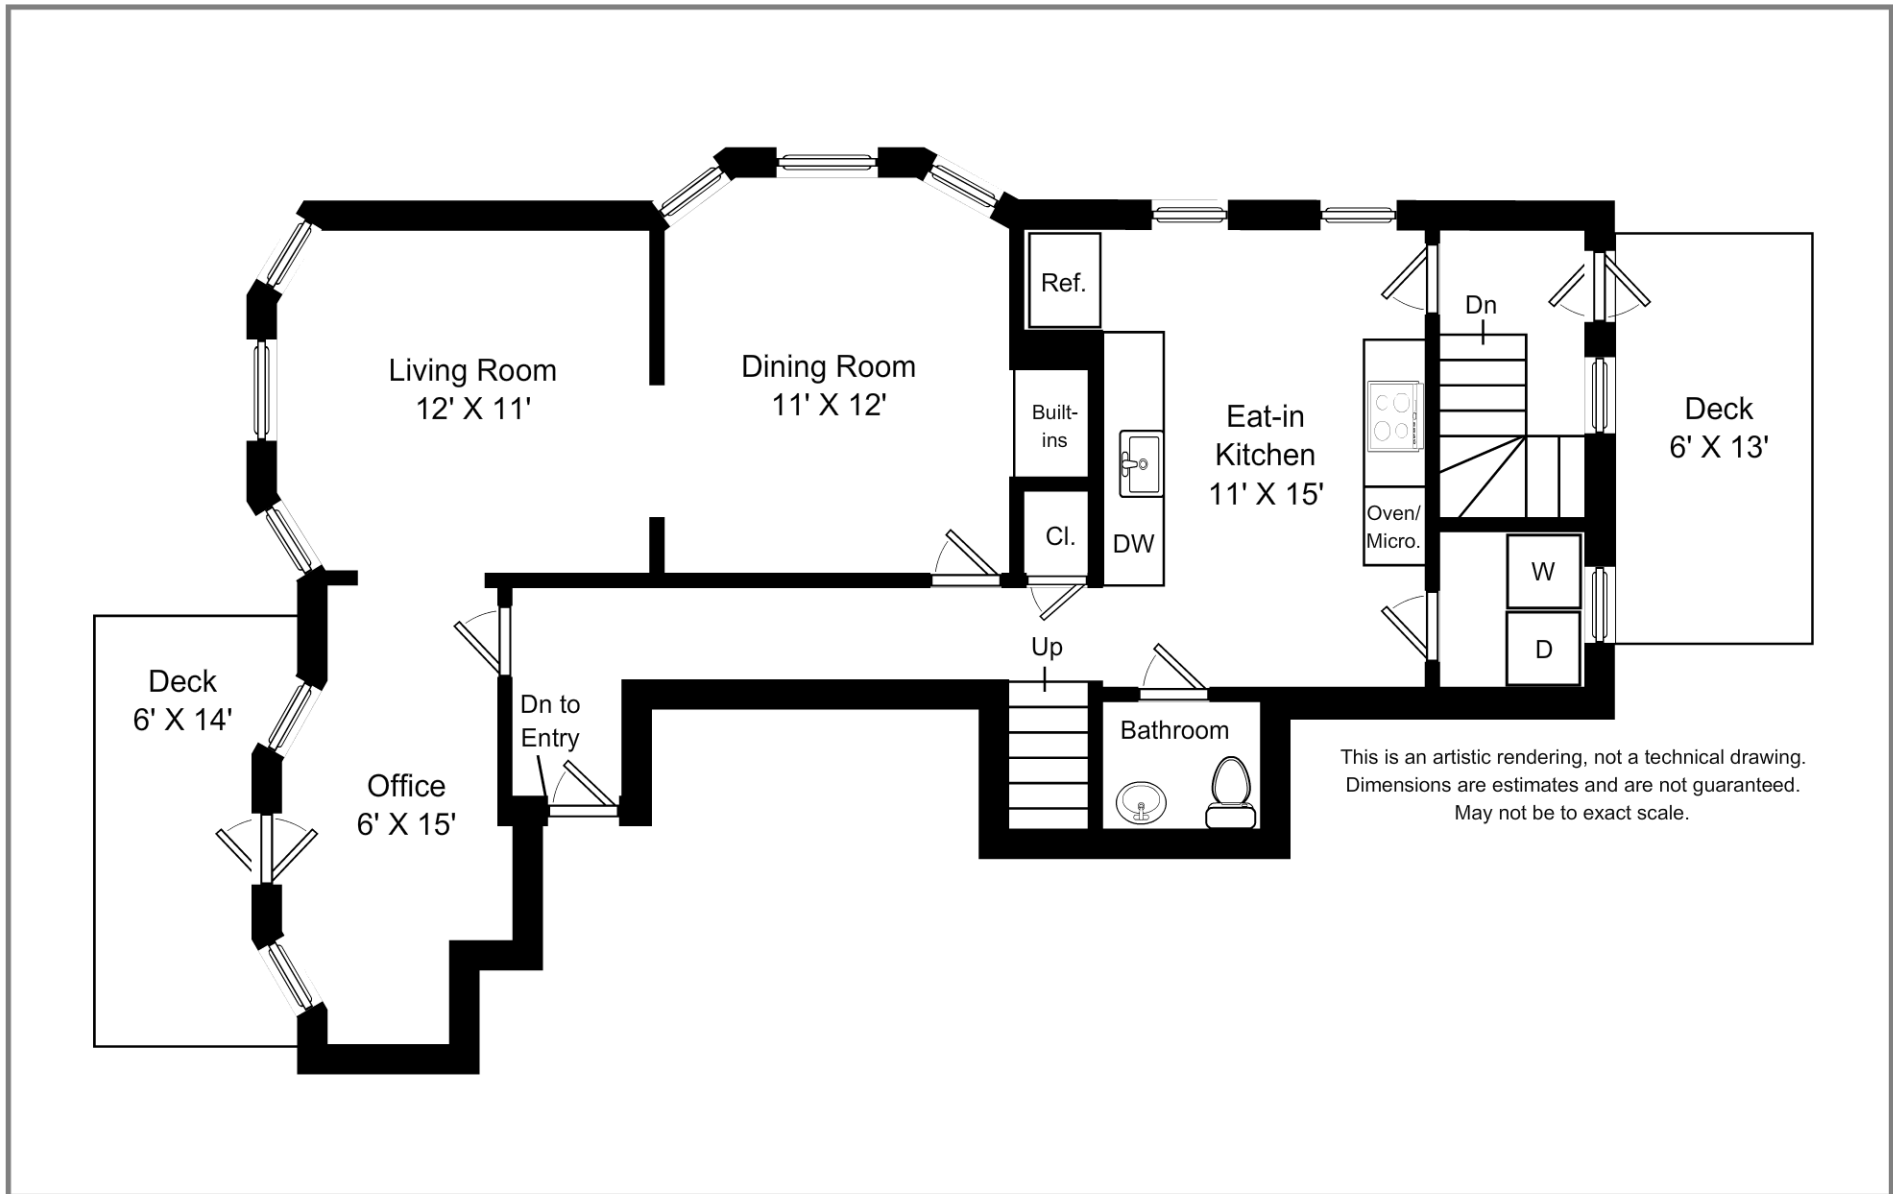 Living Room
12' X 11'
Dining Room
11' X 12'
Ref.
Built-
ins
Cl.
DW
Eat-in
Kitchen
11' X 15'
Oven/
Micro.
Dn
W
D
Deck
6' X 13'
Up
Bathroom
Dn to
Entry
Deck
6' X 14'
Office
6' X 15'
This is an artistic rendering, not a technical drawing.
Dimensions are estimates and are not guaranteed.
May not be to exact scale.